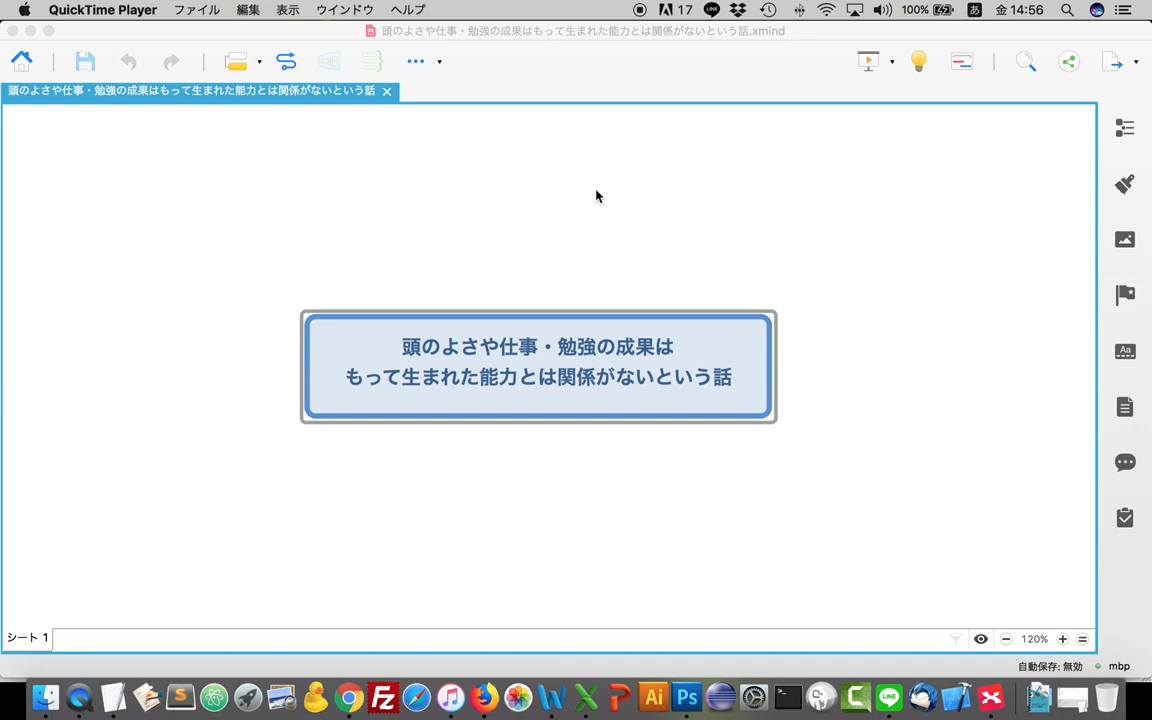 QuickTime Player ファイル 編集 表示 ウインドウ ヘルプ 17 LINE 100% あ 金 14:56
頭のよさや仕事・勉強の成果はもって生まれた能力とは関係がないという話.xmind
頭のよさや仕事・勉強の成果はもって生まれた能力とは関係がないという話
頭のよさや仕事・勉強の成果は
もって生まれた能力とは関係がないという話
Aa
シート 1 120%
自動保存: 無効 mbp
S FZ W X P Ai Ps C LINE